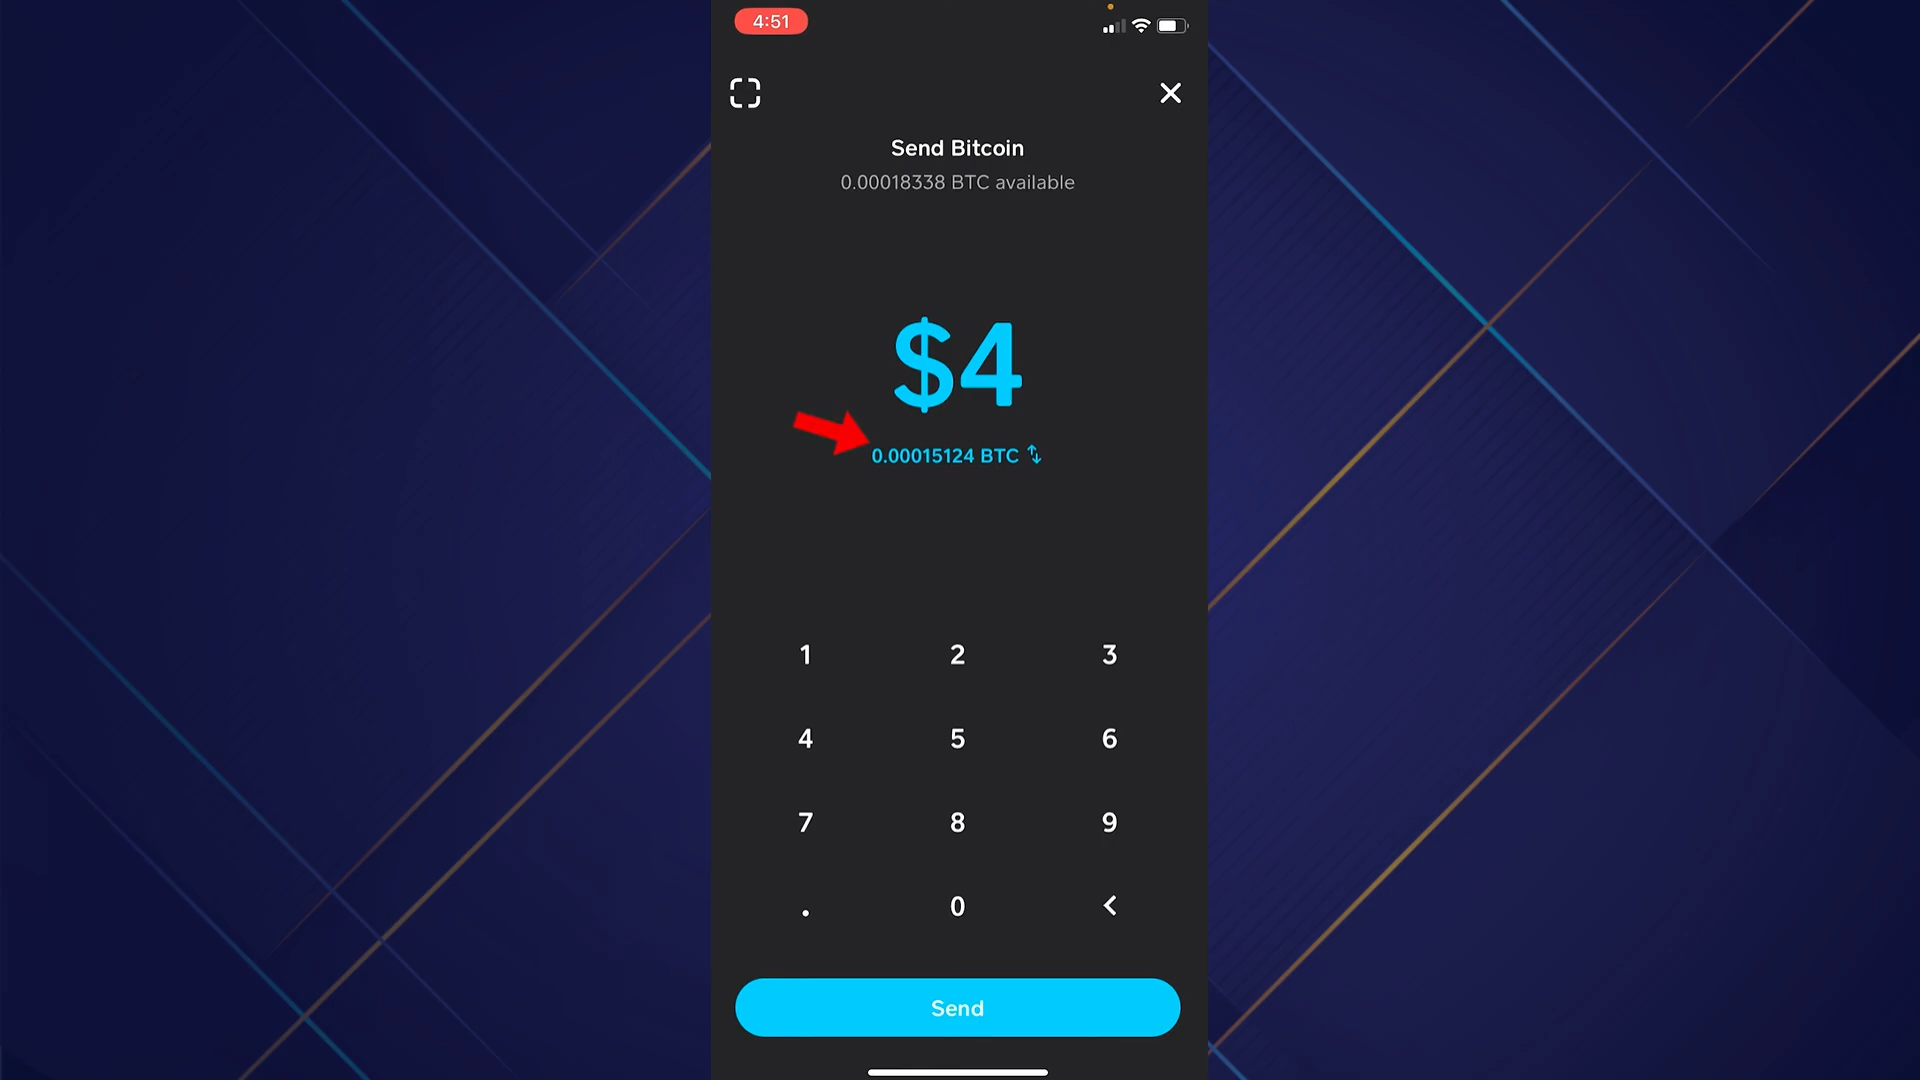 4:51
Send Bitcoin
0.00018338 BTC available
$4
0.00015124 BTC
1 2 3
4 5 6
7 8 9
. 0 <
Send